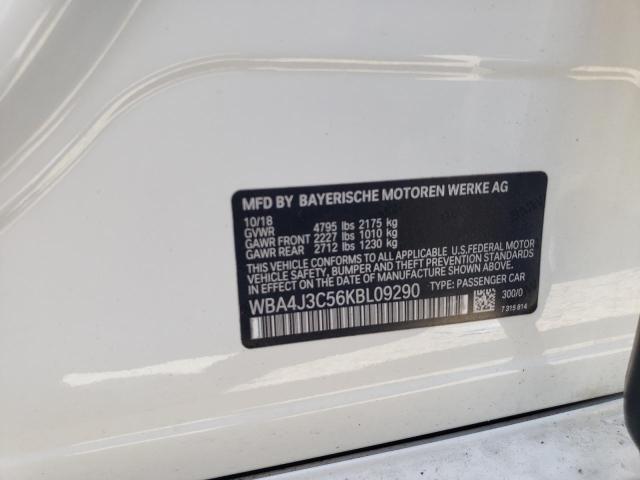 MFD BY BAYERISCHE MOTOREN WERKE AG
10/18
GVWR 4795 lbs 2175 kg
GAWR FRONT 2227 lbs 1010 kg
GAWR REAR 2712 lbs 1230 kg
THIS VEHICLE CONFORMS TO ALL APPLICABLE U.S.FEDERAL MOTOR
VEHICLE SAFETY, BUMPER, AND THEFT PREVENTION STANDARDS IN
EFFECT ON THE DATE OF MANUFACTURE SHOWN ABOVE.
WBA4J3C56KBL09290 TYPE: PASSENGER CAR
300/0
7 315 814